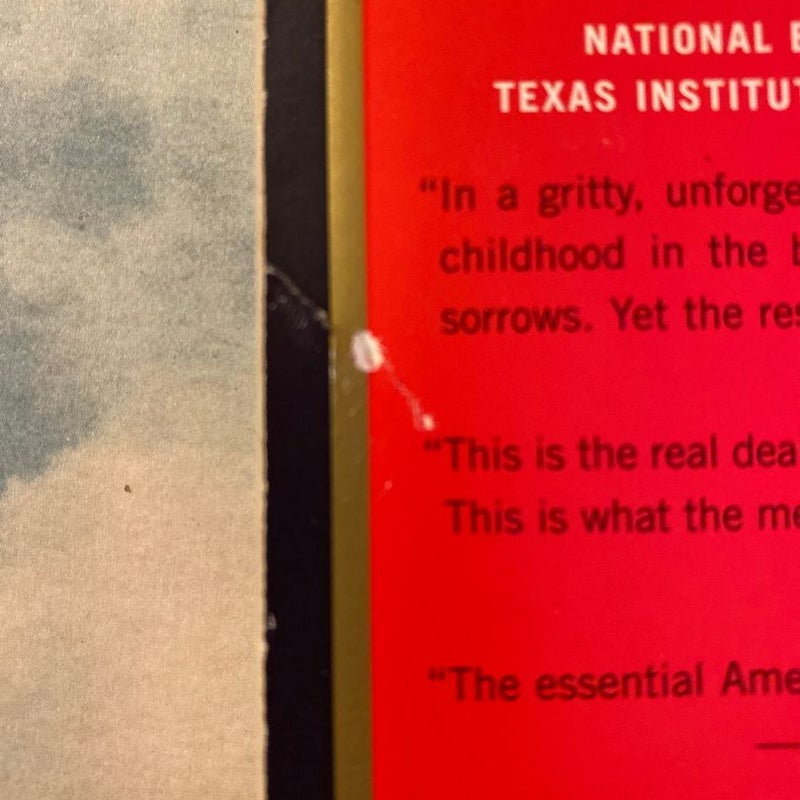 NATIONAL
TEXAS INSTITUT
“In a gritty, unforge
childhood in the b
sorrows. Yet the res
“This is the real dea
This is what the me
“The essential Ame
—